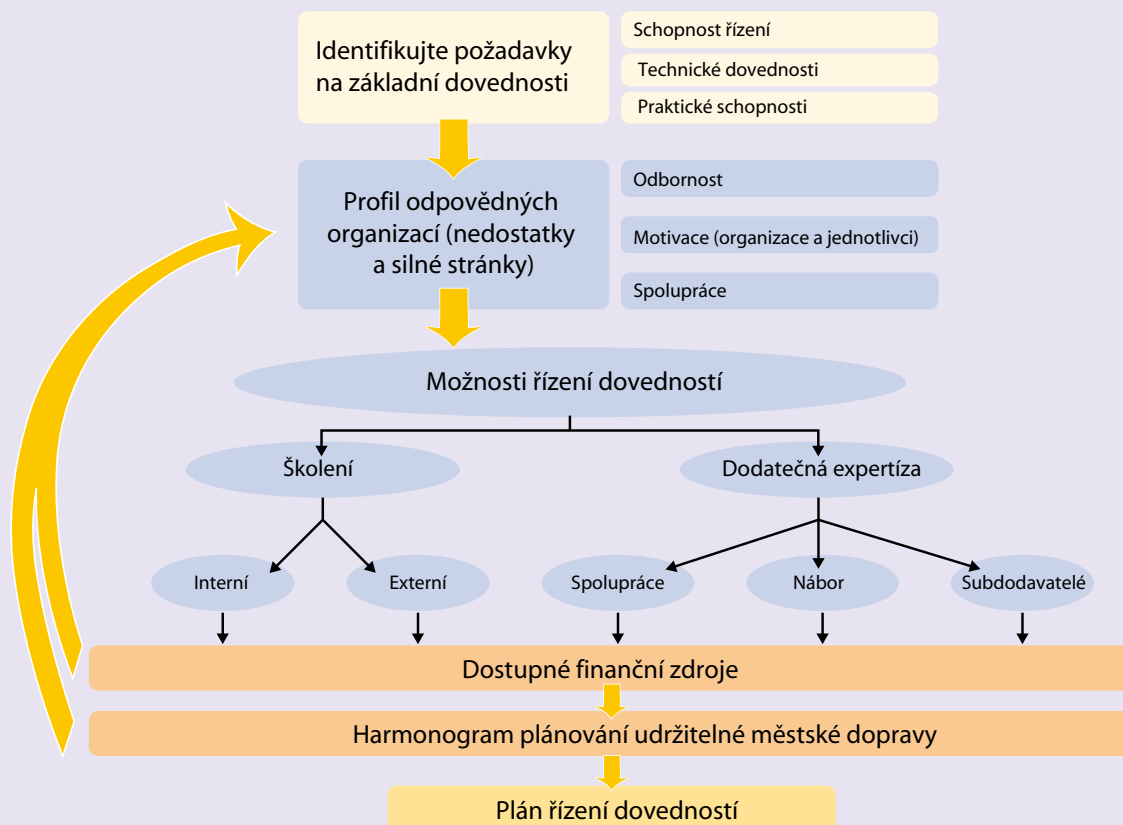 Identifikujte požadavky
na základní dovednosti
Schopnost řízení
Technické dovednosti
Praktické schopnosti
Profil odpovědných
organizací (nedostatky
a silné stránky)
Odbornost
Motivace (organizace a jednotlivci)
Spolupráce
Možnosti řízení dovedností
Školení
Dodatečná expertíza
Interní
Externí
Spolupráce
Nábor
Subdodavatelé
Dostupné finanční zdroje
Harmonogram plánování udržitelné městské dopravy
Plán řízení dovedností